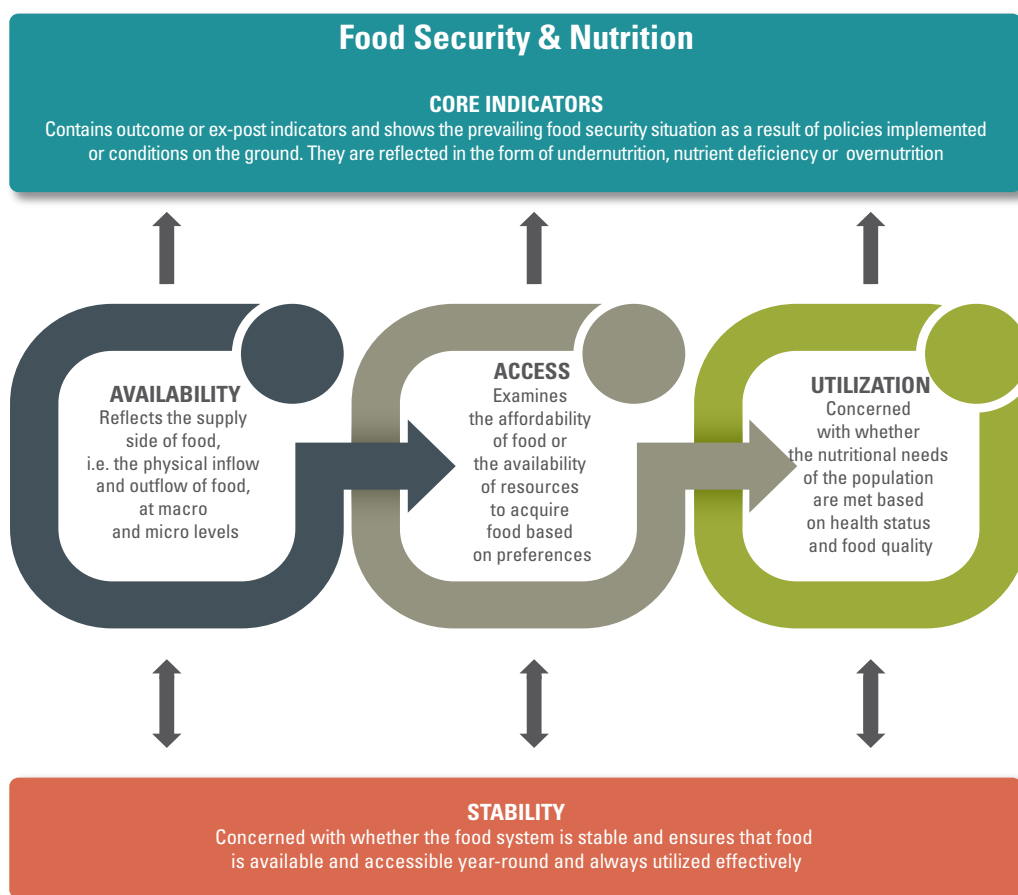 Food Security & Nutrition
CORE INDICATORS
Contains outcome or ex-post indicators and shows the prevailing food security situation as a result of policies implemented
or conditions on the ground. They are reflected in the form of undernutrition, nutrient deficiency or overnutrition
AVAILABILITY
Reflects the supply
side of food,
i.e. the physical inflow
and outflow of food,
at macro
and micro levels
ACCESS
Examines
the affordability
of food or
the availability
of resources
to acquire
food based
on preferences
UTILIZATION
Concerned
with whether
the nutritional needs
of the population
are met based
on health status
and food quality
STABILITY
Concerned with whether the food system is stable and ensures that food
is available and accessible year-round and always utilized effectively